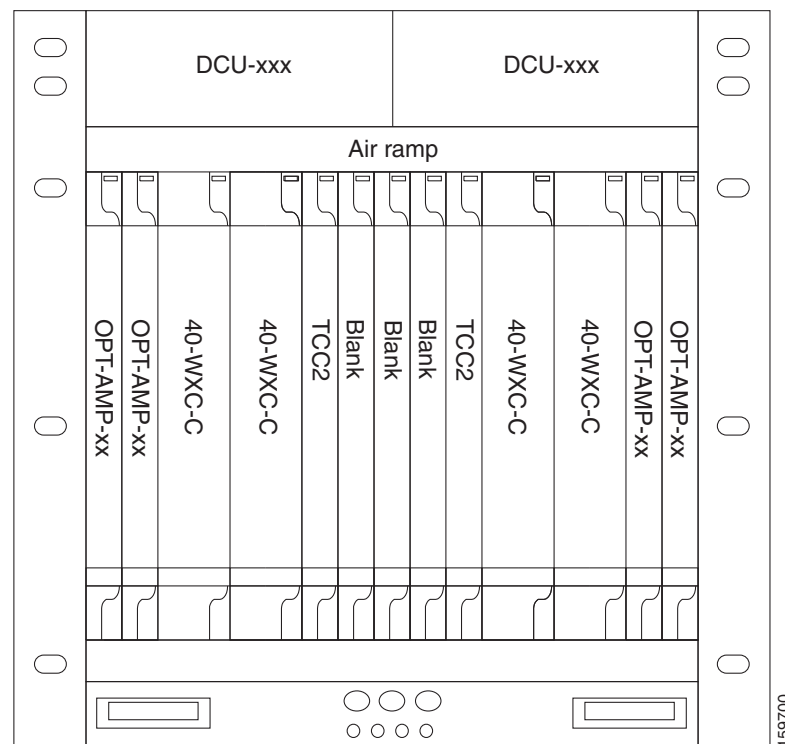 DCU-xxx
DCU-xxx
Air ramp
OPT-AMP-xx
OPT-AMP-xx
40-WXC-C
40-WXC-C
TCC2
Blank
Blank
Blank
TCC2
40-WXC-C
40-WXC-C
OPT-AMP-xx
OPT-AMP-xx
159700